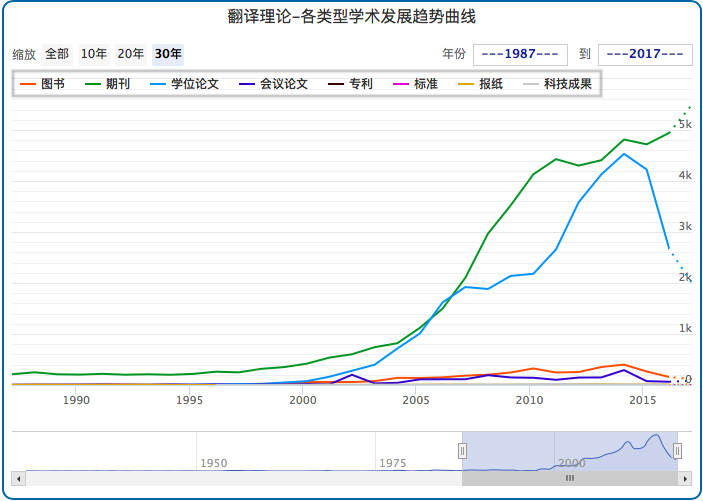 翻译理论-各类型学术发展趋势曲线
缩放 全部 10年 20年 30年 年份 ---1987--- 到 ---2017---
图书 期刊 学位论文 会议论文 专利 标准 报纸 科技成果
5k
4k
3k
2k
1k
0
1990 1995 2000 2005 2010 2015
1950 1975 2000